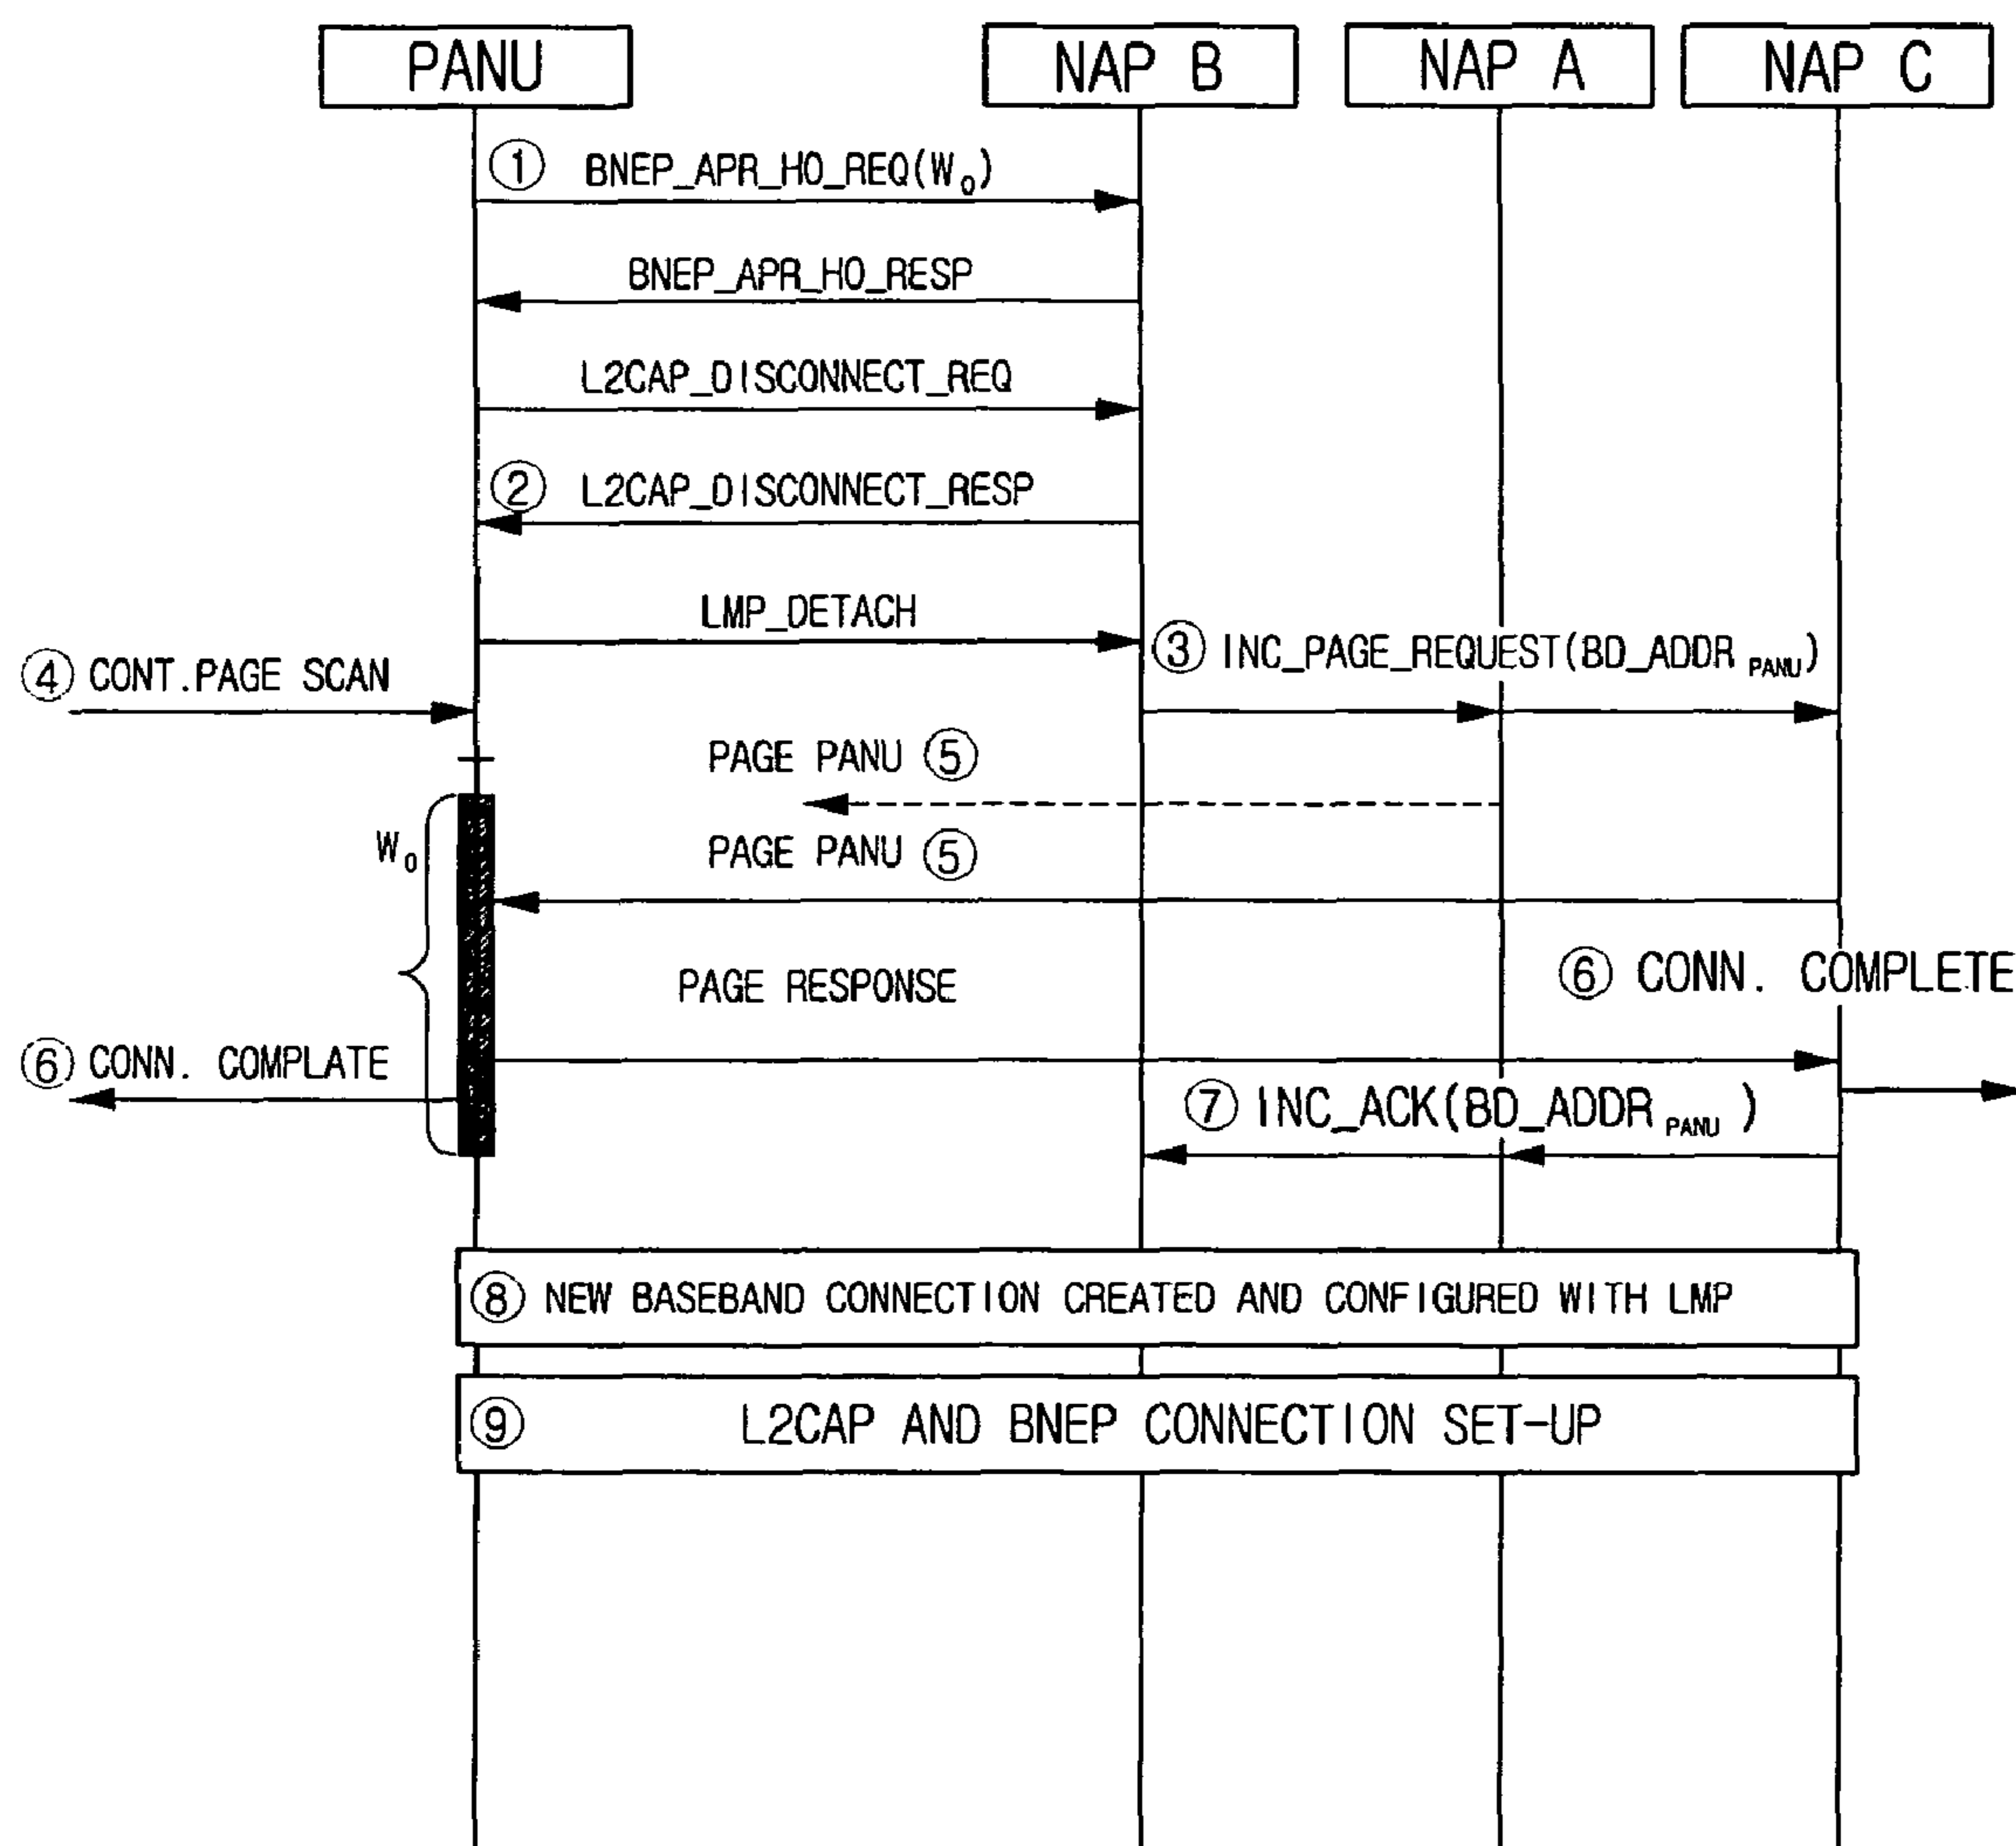 PANU NAP B NAP A NAP C
① BNEP_APR_HO_REQ(W₀)
BNEP_APR_HO_RESP
L2CAP_DISCONNECT_REQ
② L2CAP_DISCONNECT_RESP
LMP_DETACH
③ INC_PAGE_REQUEST(BD_ADDR PANU)
④ CONT.PAGE SCAN
PAGE PANU ⑤
W₀
PAGE PANU ⑤
PAGE RESPONSE
⑥ CONN. COMPLETE
⑥ CONN. COMPLATE
⑦ INC_ACK(BD_ADDR PANU )
⑧ NEW BASEBAND CONNECTION CREATED AND CONFIGURED WITH LMP
⑨ L2CAP AND BNEP CONNECTION SET-UP